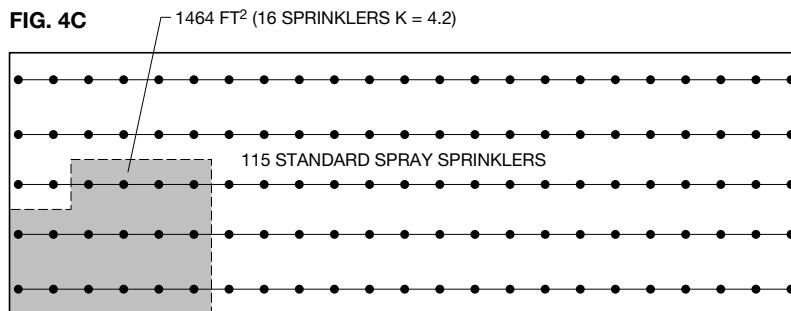 FIG. 4C
1464 FT² (16 SPRINKLERS K = 4.2)
115 STANDARD SPRAY SPRINKLERS